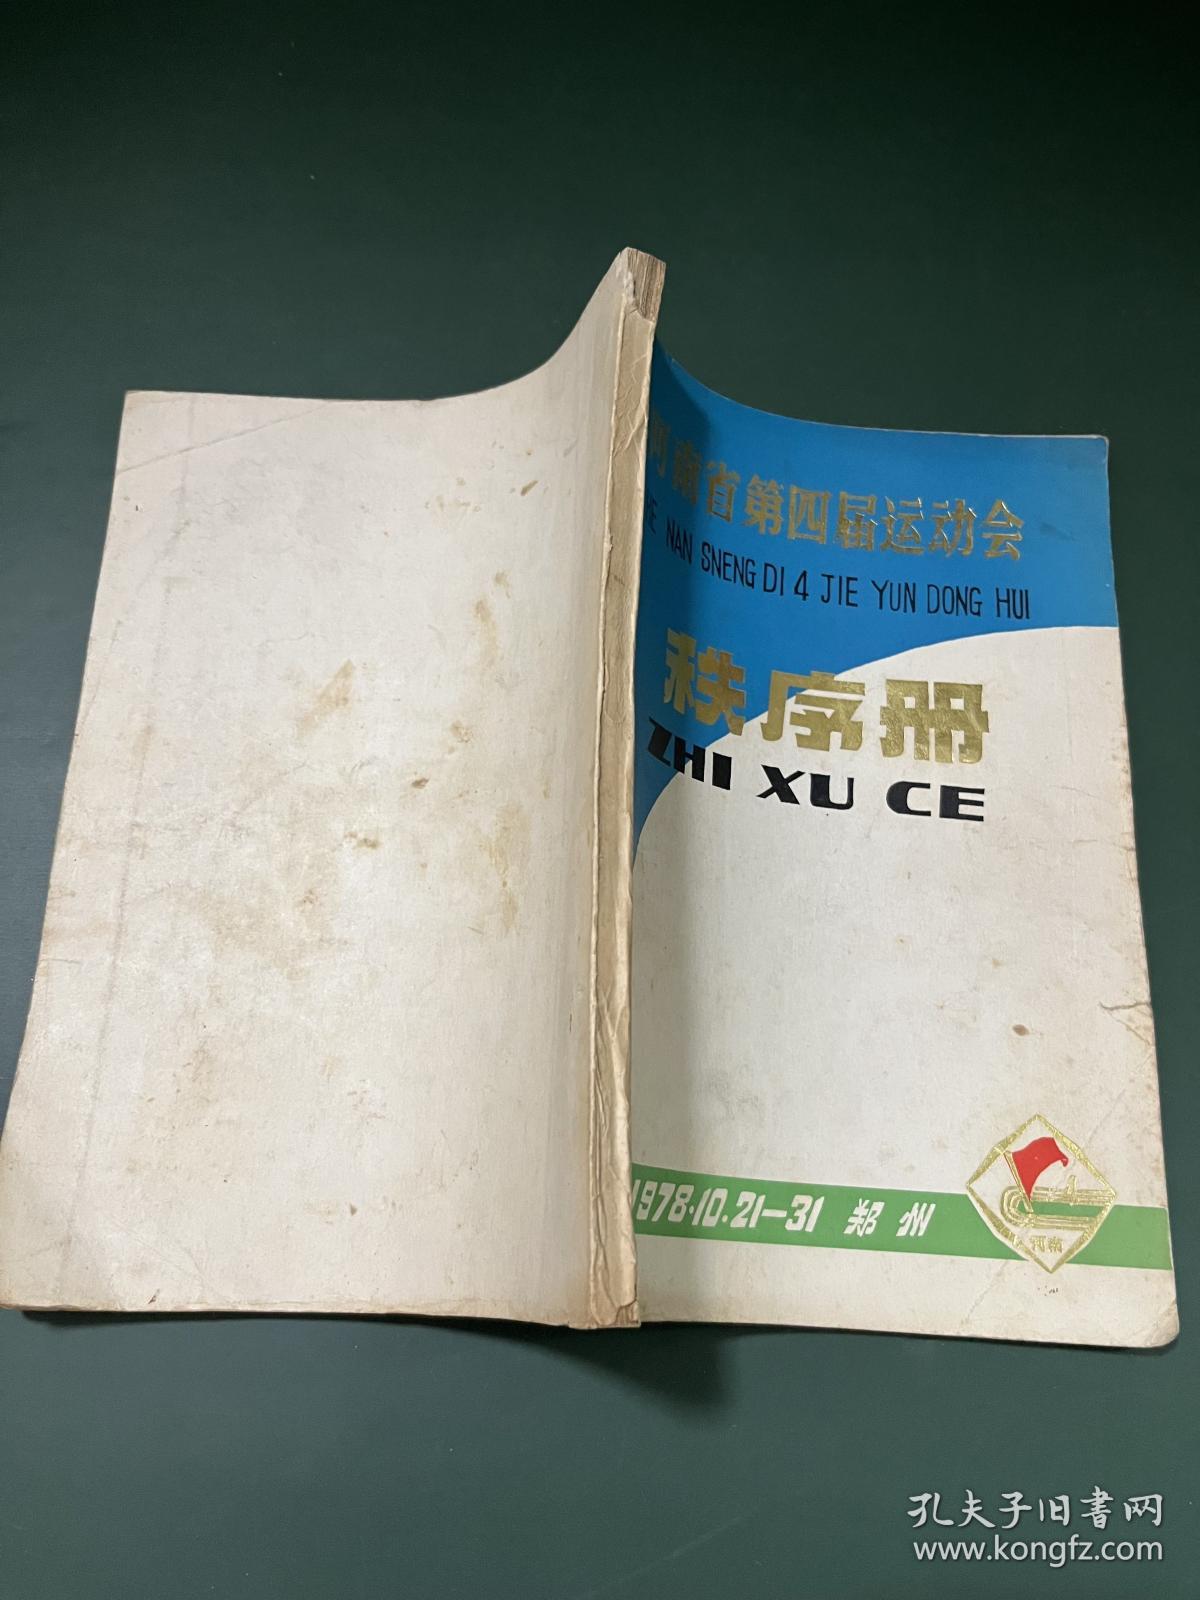 河南省第四届运动会
HE NAN SNENG DI 4 JIE YUN DONG HUI
秩序册
ZHI XU CE
1978·10.21—31 郑州
河南
孔夫子旧书网
www.kongfz.com